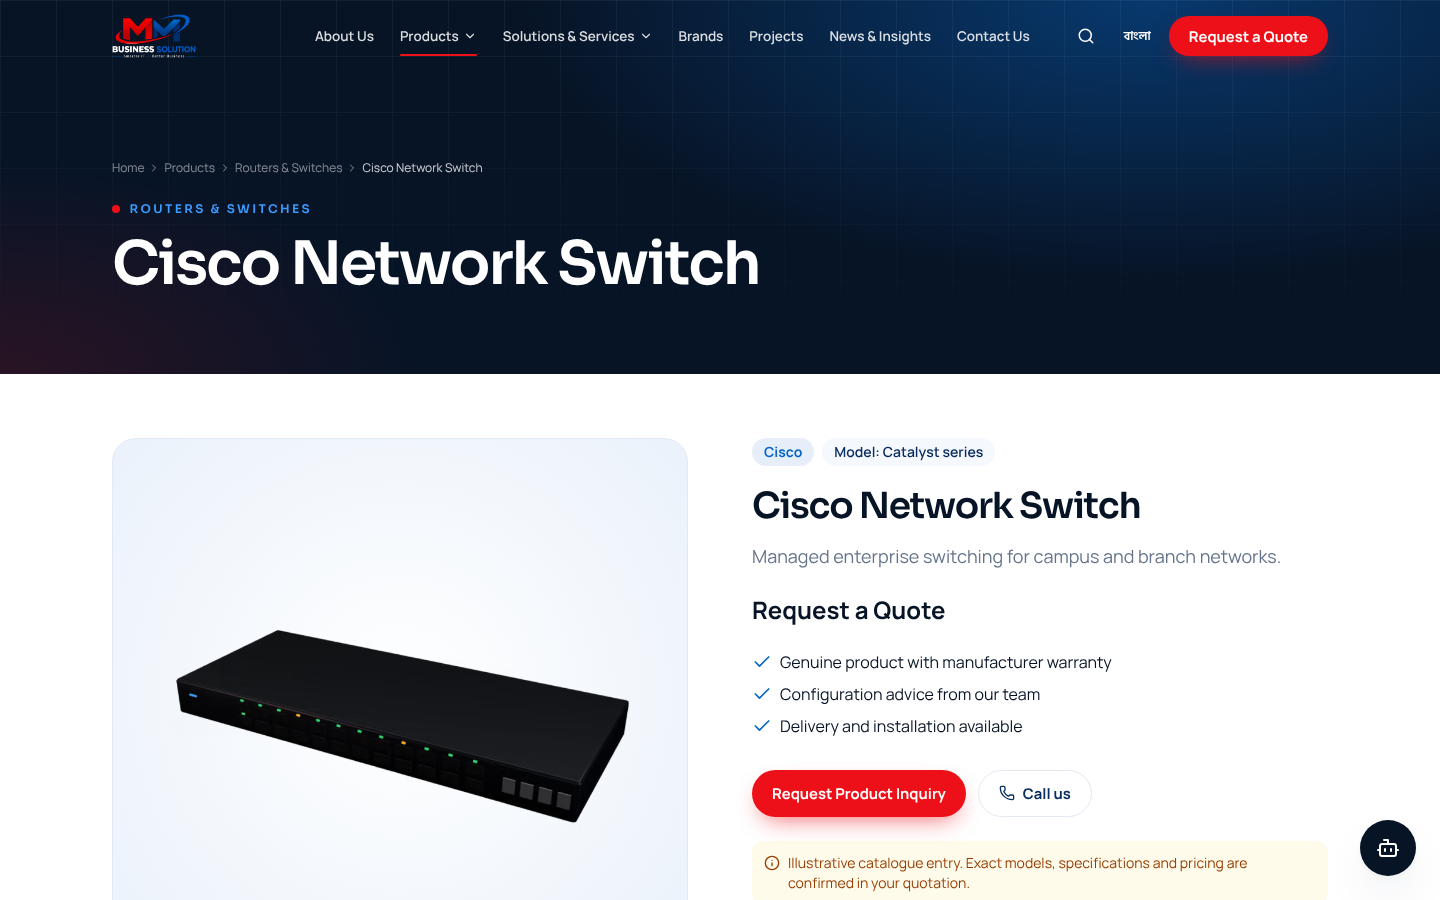 MMP
BUSINESS SOLUTION
About Us
Products
Solutions & Services
Brands
Projects
News & Insights
Contact Us
বাংলা
Request a Quote
Home
Products
Routers & Switches
Cisco Network Switch
ROUTERS & SWITCHES
Cisco Network Switch
Cisco
Model: Catalyst series
Cisco Network Switch
Managed enterprise switching for campus and branch networks.
Request a Quote
Genuine product with manufacturer warranty
Configuration advice from our team
Delivery and installation available
Request Product Inquiry
Call us
Illustrative catalogue entry. Exact models, specifications and pricing are
confirmed in your quotation.